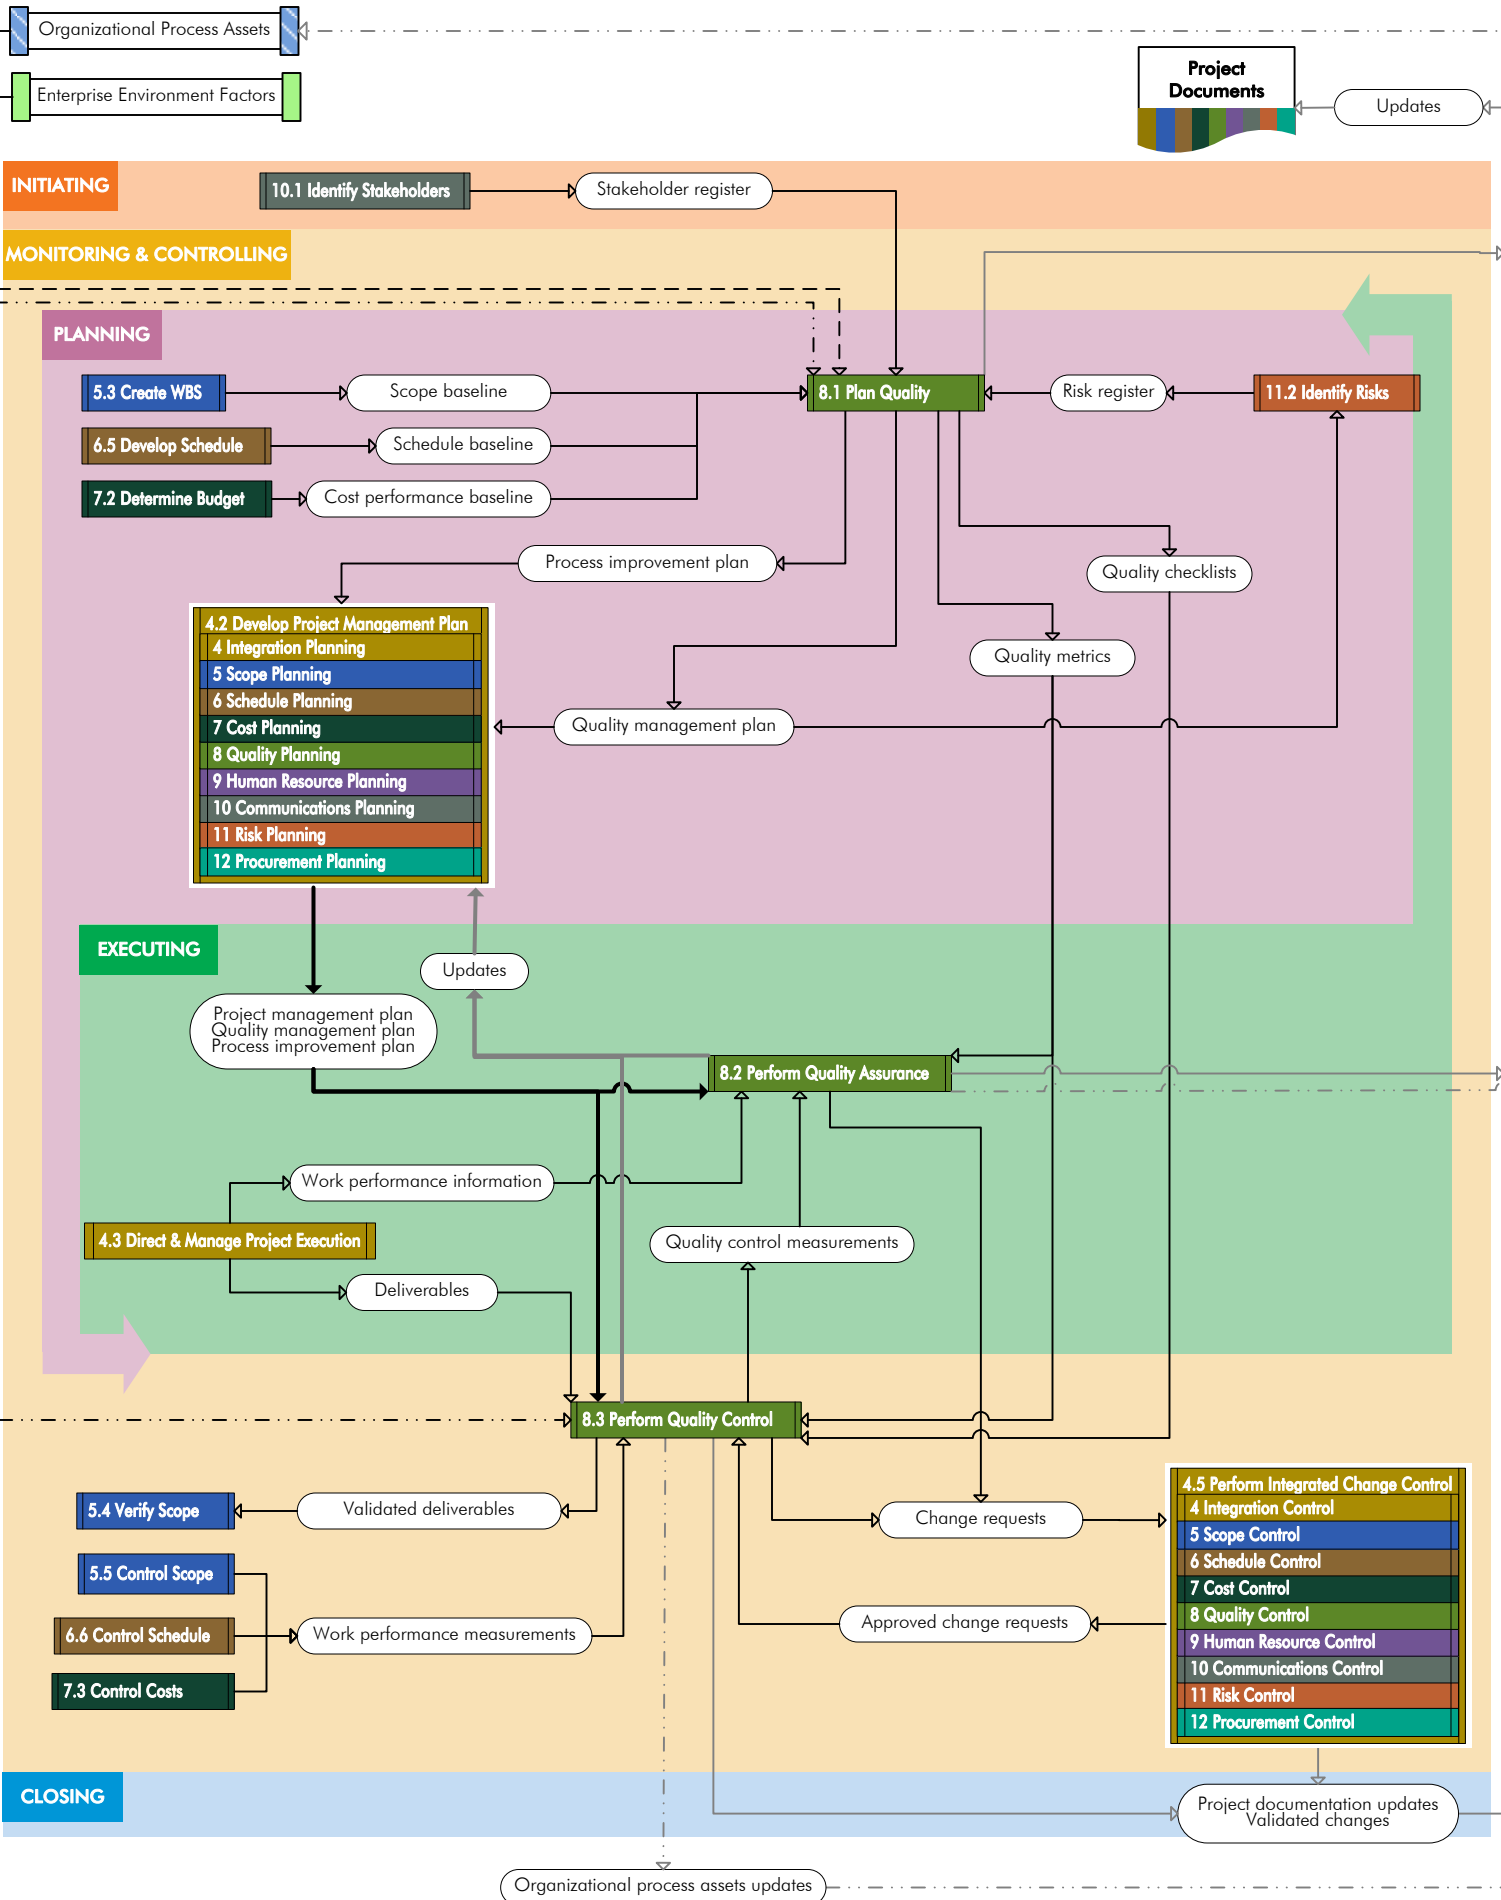 Organizational Process Assets
Enterprise Environment Factors
Project
Documents
Updates
INITIATING
10.1 Identify Stakeholders
Stakeholder register
MONITORING & CONTROLLING
PLANNING
5.3 Create WBS
Scope baseline
8.1 Plan Quality
Risk register
11.2 Identify Risks
6.5 Develop Schedule
Schedule baseline
7.2 Determine Budget
Cost performance baseline
Process improvement plan
Quality checklists
4.2 Develop Project Management Plan
4 Integration Planning
5 Scope Planning
6 Schedule Planning
7 Cost Planning
8 Quality Planning
9 Human Resource Planning
10 Communications Planning
11 Risk Planning
12 Procurement Planning
Quality metrics
Quality management plan
EXECUTING
Updates
Project management plan
Quality management plan
Process improvement plan
8.2 Perform Quality Assurance
Work performance information
4.3 Direct & Manage Project Execution
Quality control measurements
Deliverables
8.3 Perform Quality Control
5.4 Verify Scope
Validated deliverables
Change requests
5.5 Control Scope
6.6 Control Schedule
Work performance measurements
7.3 Control Costs
Approved change requests
4.5 Perform Integrated Change Control
4 Integration Control
5 Scope Control
6 Schedule Control
7 Cost Control
8 Quality Control
9 Human Resource Control
10 Communications Control
11 Risk Control
12 Procurement Control
CLOSING
Project documentation updates
Validated changes
Organizational process assets updates